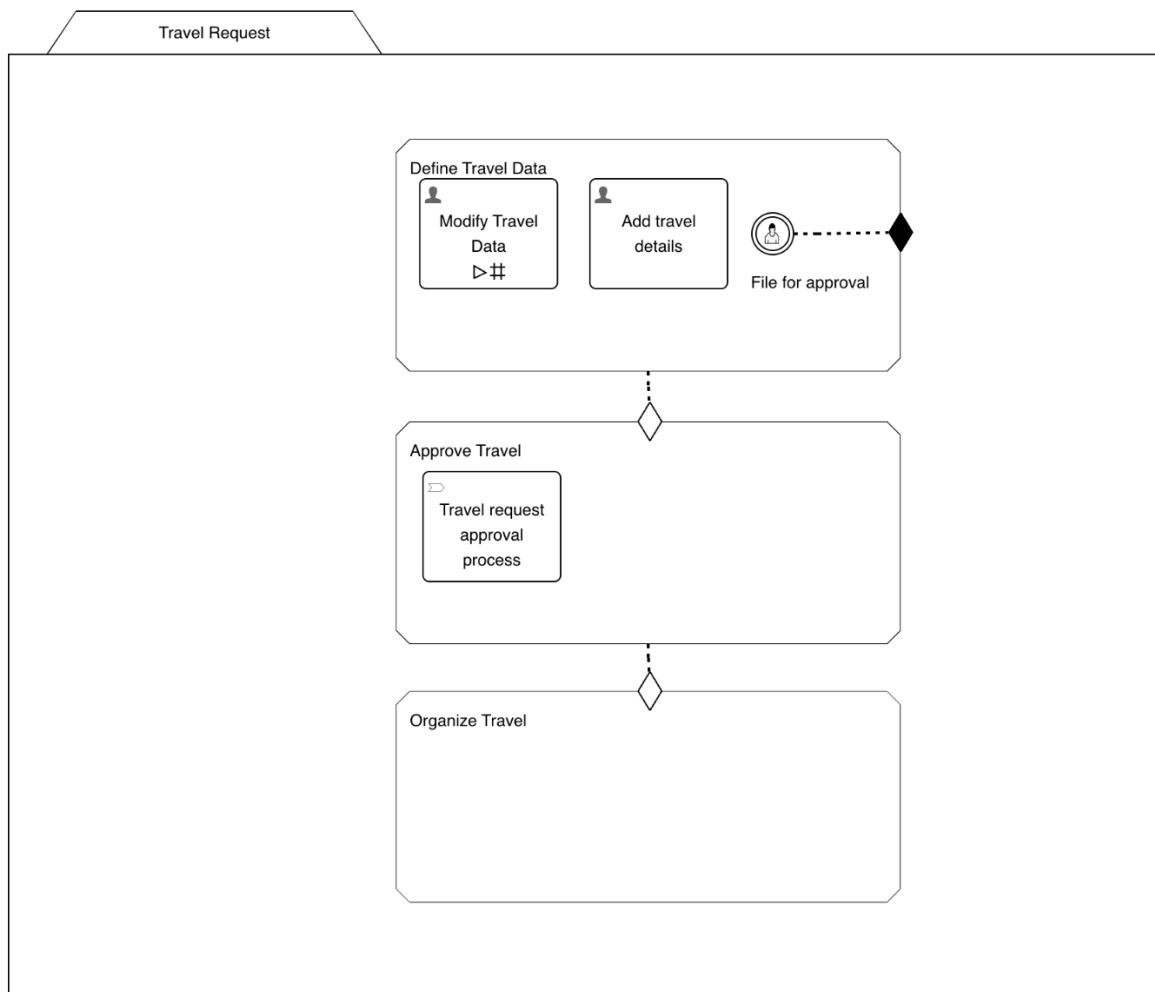 Travel Request
Define Travel Data
Modify Travel
Data
Add travel
details
File for approval
Approve Travel
Travel request
approval
process
Organize Travel